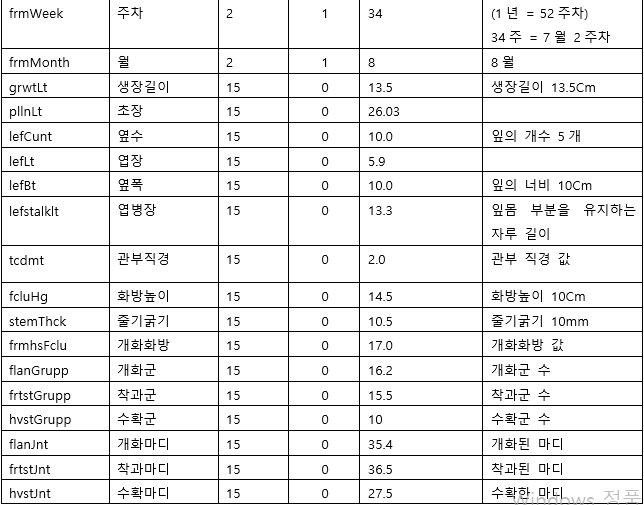 frmWeek 주차 2 1 34 (1 년 = 52 주차)
34 주 = 7 월 2 주차
frmMonth 월 2 1 8 8 월
grwtLt 생장길이 15 0 13.5 생장길이 13.5Cm
pllnLt 초장 15 0 26.03
lefCunt 옆수 15 0 10.0 잎의 개수 5 개
lefLt 엽장 15 0 5.9
lefBt 옆폭 15 0 10.0 잎의 너비 10Cm
lefstalklt 엽병장 15 0 13.3 잎몸 부분을 유지하는
자루 길이
tcdmt 관부직경 15 0 2.0 관부 직경 값
fcluHg 화방높이 15 0 14.5 화방높이 10Cm
stemThck 줄기굵기 15 0 10.5 줄기굵기 10mm
frmhsFclu 개화화방 15 0 17.0 개화화방 값
flanGrupp 개화군 15 0 16.2 개화군 수
frtstGrupp 착과군 15 0 15.5 착과군 수
hvstGrupp 수확군 15 0 10 수확군 수
flanJnt 개화마디 15 0 35.4 개화된 마디
frtstJnt 착과마디 15 0 36.5 착과된 마디
hvstJnt 수확마디 15 0 27.5 수확한 마디
Windows 정품